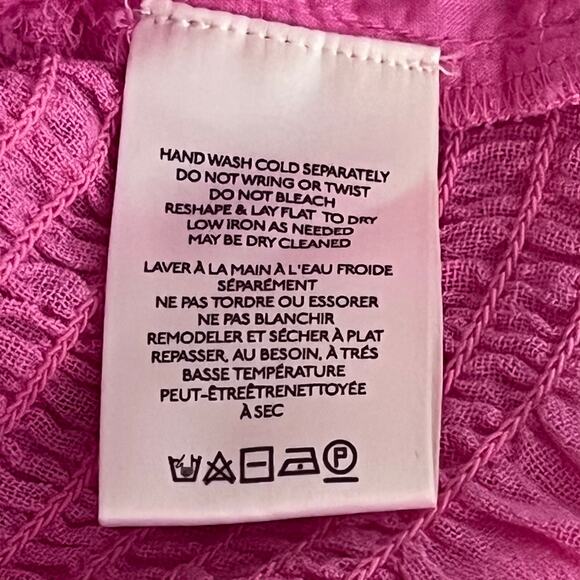 HAND WASH COLD SEPARATELY
DO NOT WRING OR TWIST
DO NOT BLEACH
RESHAPE & LAY FLAT TO DRY
LOW IRON AS NEEDED
MAY BE DRY CLEANED
LAVER À LA MAIN À L'EAU FROIDE
SÉPARÉMENT
NE PAS TORDRE OU ESSORER
NE PAS BLANCHIR
REMODELER ET SÉCHER À PLAT
REPASSER, AU BESOIN, À TRÉS
BASSE TEMPÉRATURE
PEUT-ÊTREÊTRENETTOYÉE
À SEC
P